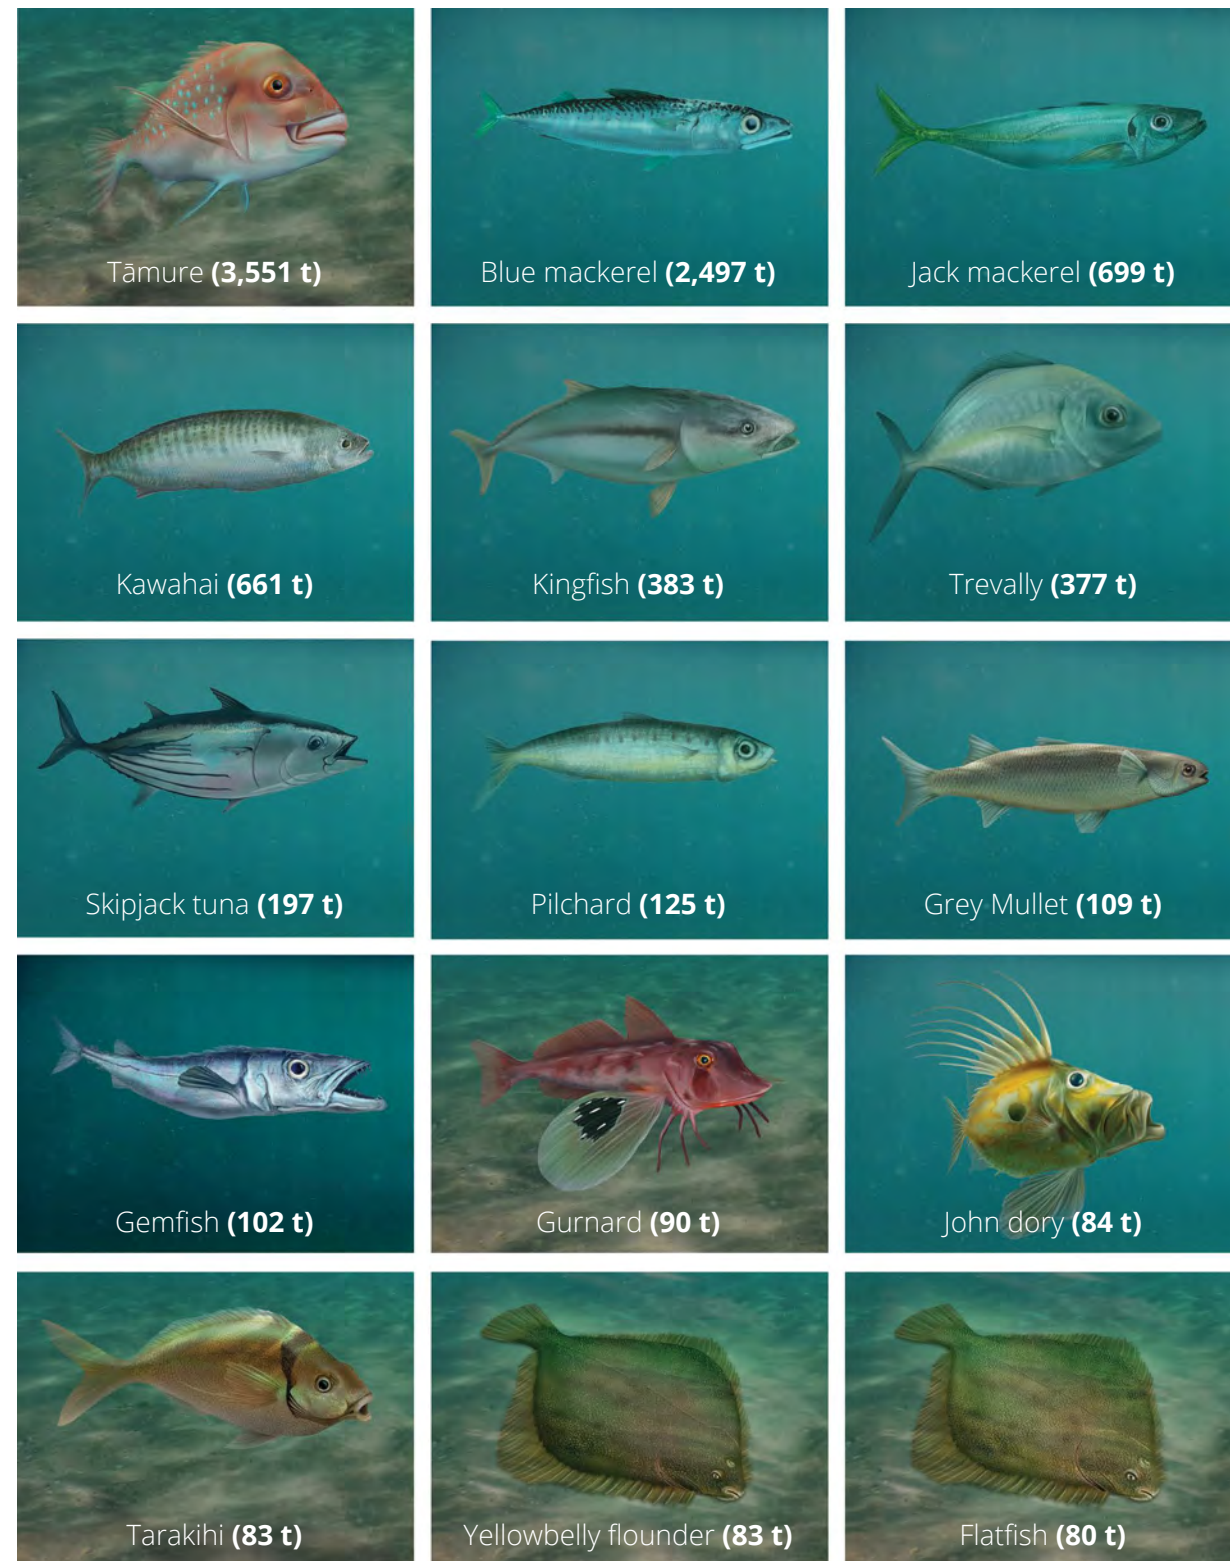 Tāmure (3,551 t)
Blue mackerel (2,497 t)
Jack mackerel (699 t)
Kawahai (661 t)
Kingfish (383 t)
Trevally (377 t)
Skipjack tuna (197 t)
Pilchard (125 t)
Grey Mullet (109 t)
Gemfish (102 t)
Gurnard (90 t)
John dory (84 t)
Tarakihi (83 t)
Yellowbelly flounder (83 t)
Flatfish (80 t)